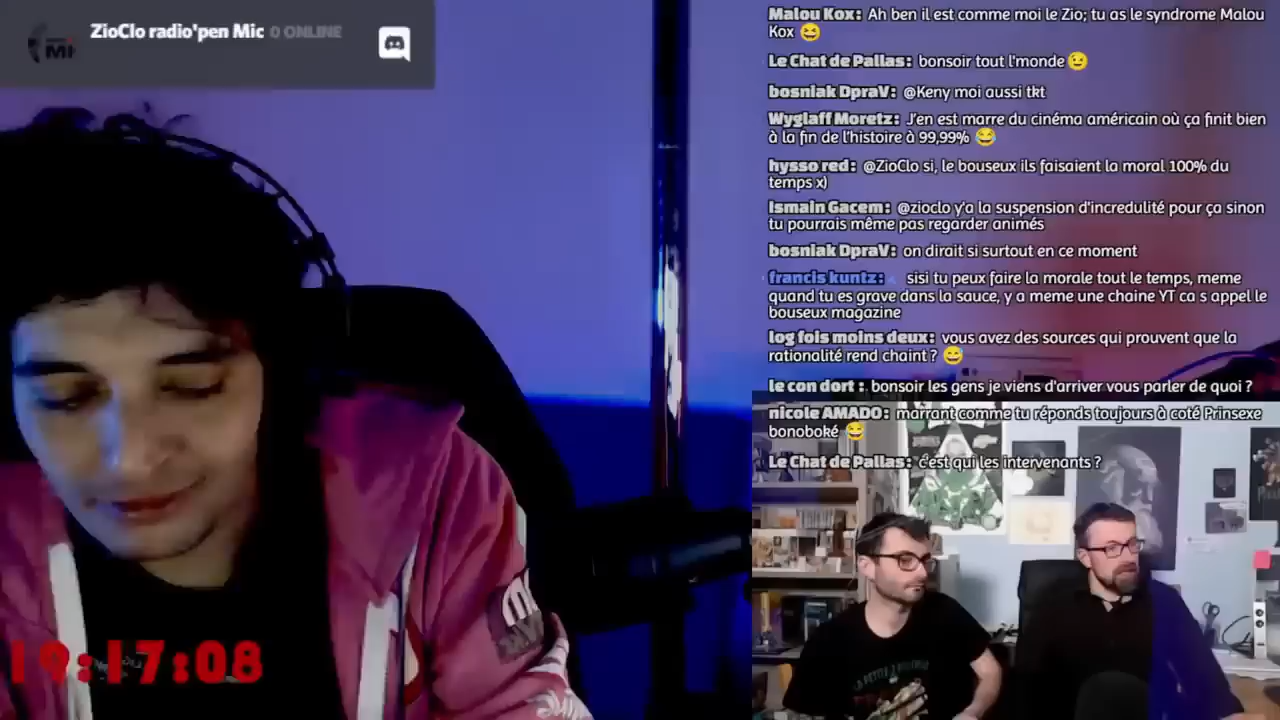 ZioClo radio'pen Mic 0 ONLINE
Malou Kox: Ah ben il est comme moi le Zio; tu as le syndrome Malou
Kox 😆
Le Chat de Pallas: bonsoir tout l'monde 😉
bosniak DpraV: @Keny moi aussi tkt
Wyglaff Moretz: J'en est marre du cinéma américain où ça finit bien
à la fin de l'histoire à 99,99% 😂
hysso red: @ZioClo si, le bouseux ils faisaient la moral 100% du
temps x)
Ismain Gacem: @zioclo y'a la suspension d'incredulité pour ça sinon
tu pourrais même pas regarder animés
bosniak DpraV: on dirait si surtout en ce moment
francis kuntz: sisi tu peux faire la morale tout le temps, meme
quand tu es grave dans la sauce, y a meme une chaine YT ca s appel le
bouseux magazine
log fois moins deux: vous avez des sources qui prouvent que la
rationalité rend chaint ? 😅
le con dort : bonsoir les gens je viens d'arriver vous parler de quoi ?
nicole AMADO: marrant comme tu réponds toujours à coté Prinsexe
bonoboké 😂
Le Chat de Pallas: c'est qui les intervenants ?
19:17:08